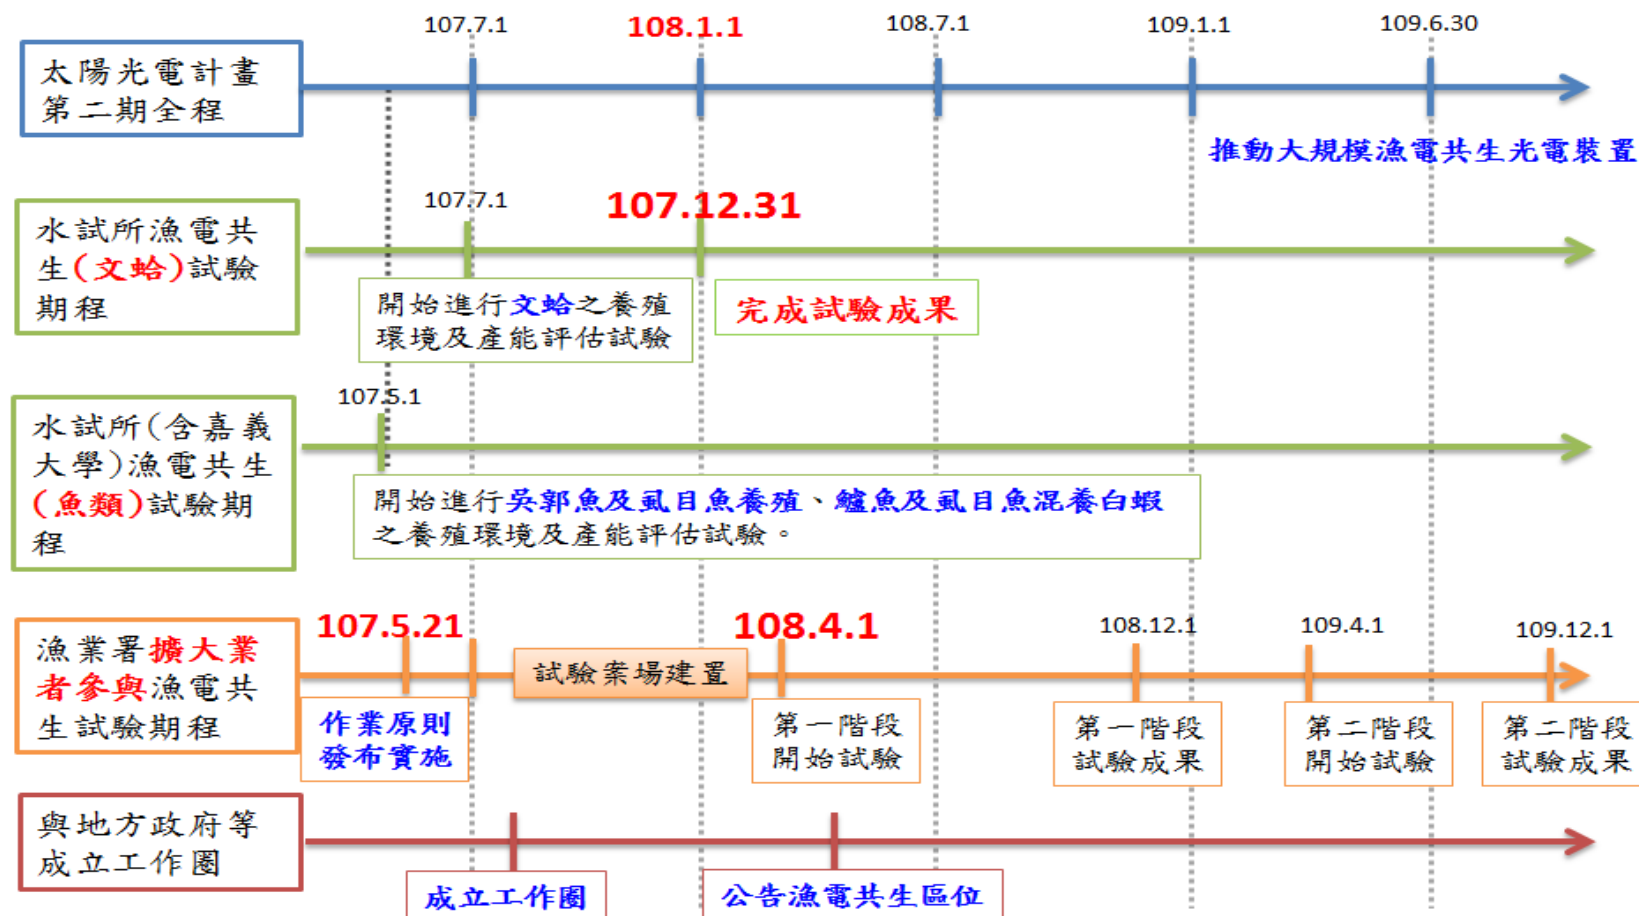 107.7.1
108.1.1
108.7.1
109.1.1
109.6.30
太陽光電計畫
第二期全程
推動大規模漁電共生光電裝置
水試所漁電共
生(文蛤)試驗
期程
107.7.1
107.12.31
開始進行文蛤之養殖
環境及產能評估試驗
完成試驗成果
水試所(含嘉義
大學)漁電共生
(魚類)試驗期
程
107.5.1
開始進行吳郭魚及虱目魚養殖、鱸魚及虱目魚混養白蝦
之養殖環境及產能評估試驗。
漁業署擴大業
者參與漁電共
生試驗期程
107.5.21
108.4.1
108.12.1
109.4.1
109.12.1
試驗案場建置
作業原則
發布實施
第一階段
開始試驗
第一階段
試驗成果
第二階段
開始試驗
第二階段
試驗成果
與地方政府等
成立工作圈
成立工作圈
公告漁電共生區位